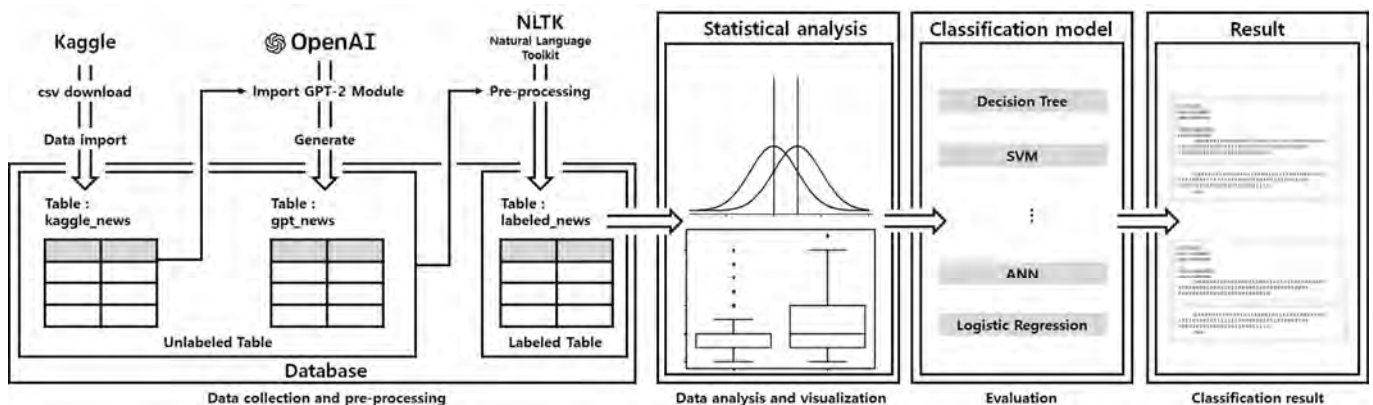 Kaggle
OpenAI
NLTK
Natural Language
Toolkit
csv download
Import GPT-2 Module
Pre-processing
Data import
Generate
Table :
kaggle_news
Table :
gpt_news
Table :
labeled_news
Unlabeled Table
Labeled Table
Database
Data collection and pre-processing
Statistical analysis
Data analysis and visualization
Classification model
Decision Tree
SVM
⋮
ANN
Logistic Regression
Evaluation
Result
Classification result